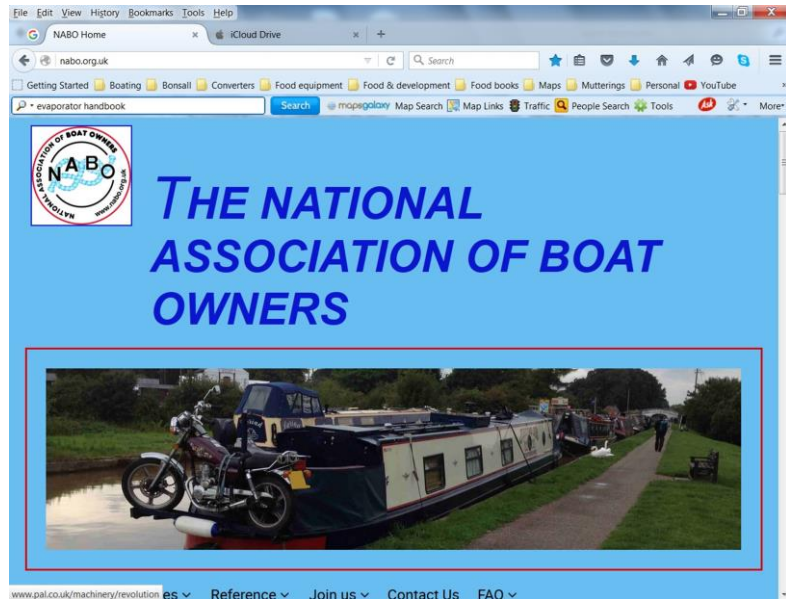 File Edit View History Bookmarks Tools Help
NABO Home × iCloud Drive × +
nabo.org.uk Search
Getting Started Boating Bonsall Converters Food equipment Food & development Food books Maps Mutterings Personal YouTube »
evaporator handbook Search mapsgalaxy Map Search Map Links Traffic People Search Tools Ask More
NATIONAL ASSOCIATION OF BOAT OWNERS
NABO
www.nabo.org.uk
THE NATIONAL
ASSOCIATION OF BOAT
OWNERS
www.pal.co.uk/machinery/revolution es Reference Join us Contact Us FAQ